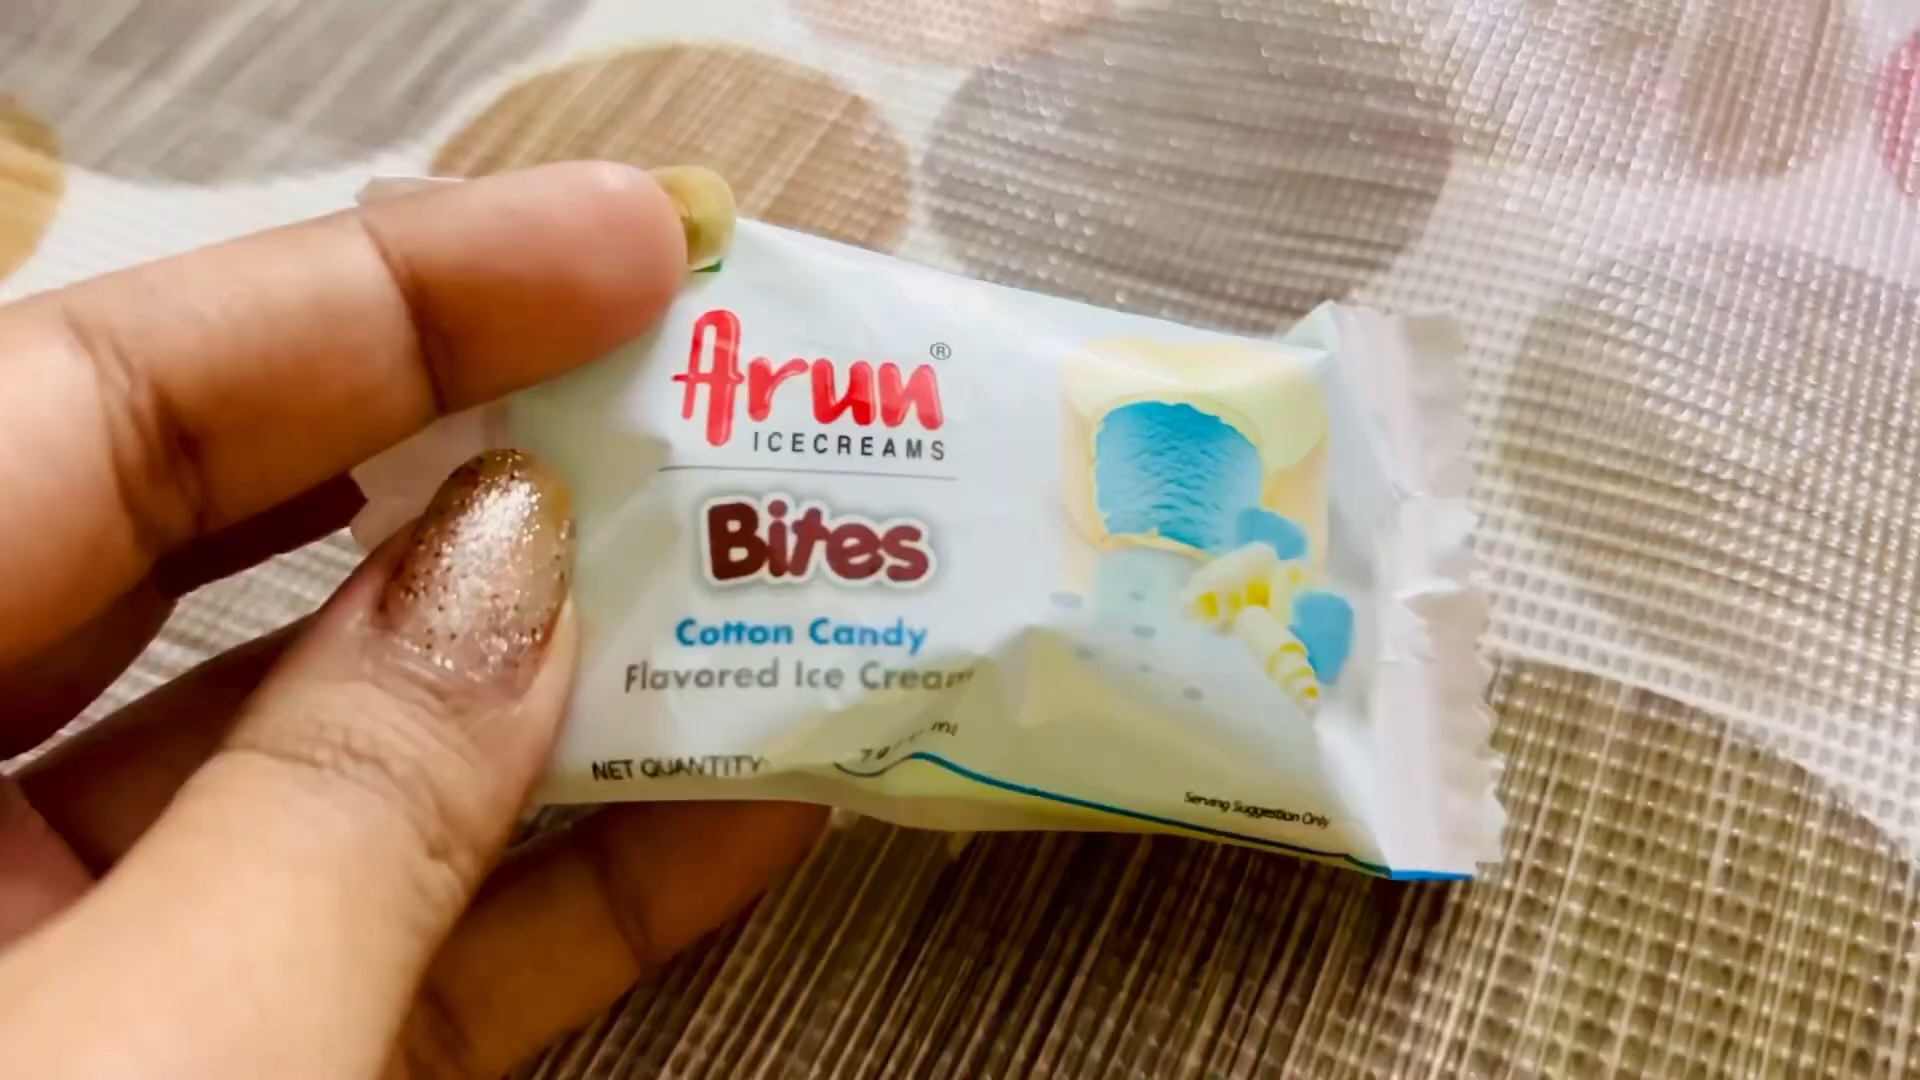 Arun®
ICECREAMS
Bites
Cotton Candy
Flavored Ice Cream
NET QUANTITY:
Serving Suggestion Only